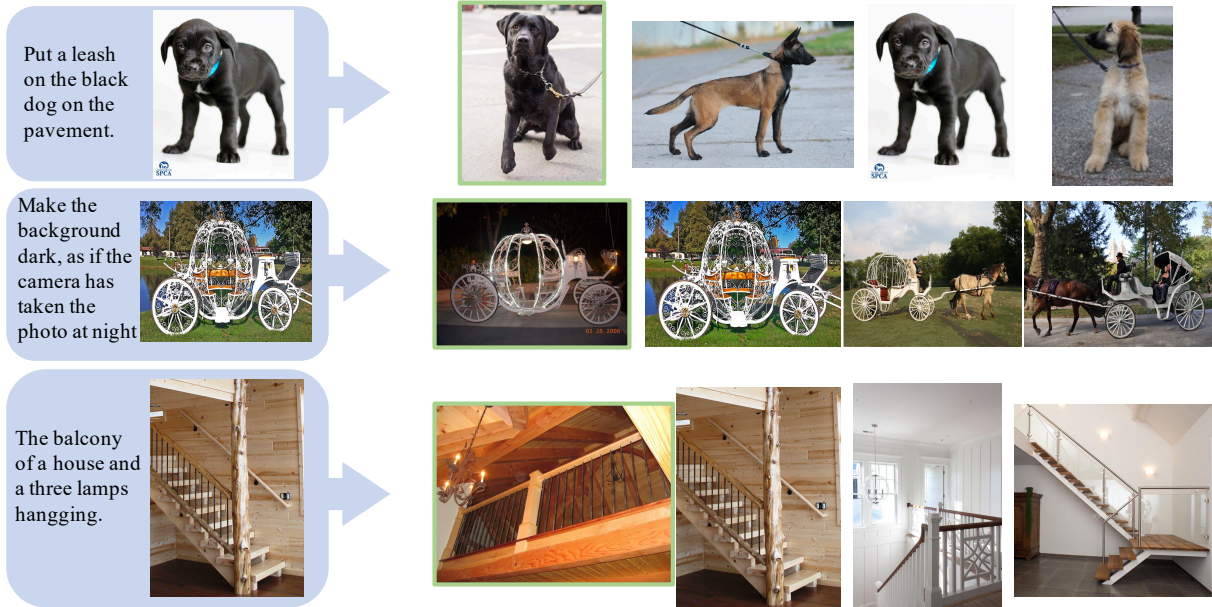 Put a leash
on the black
dog on the
pavement.
SPCA
SPCA
Make the
background
dark, as if the
camera has
taken the
photo at night
03 28 2006
The balcony
of a house and
a three lamps
hangging.